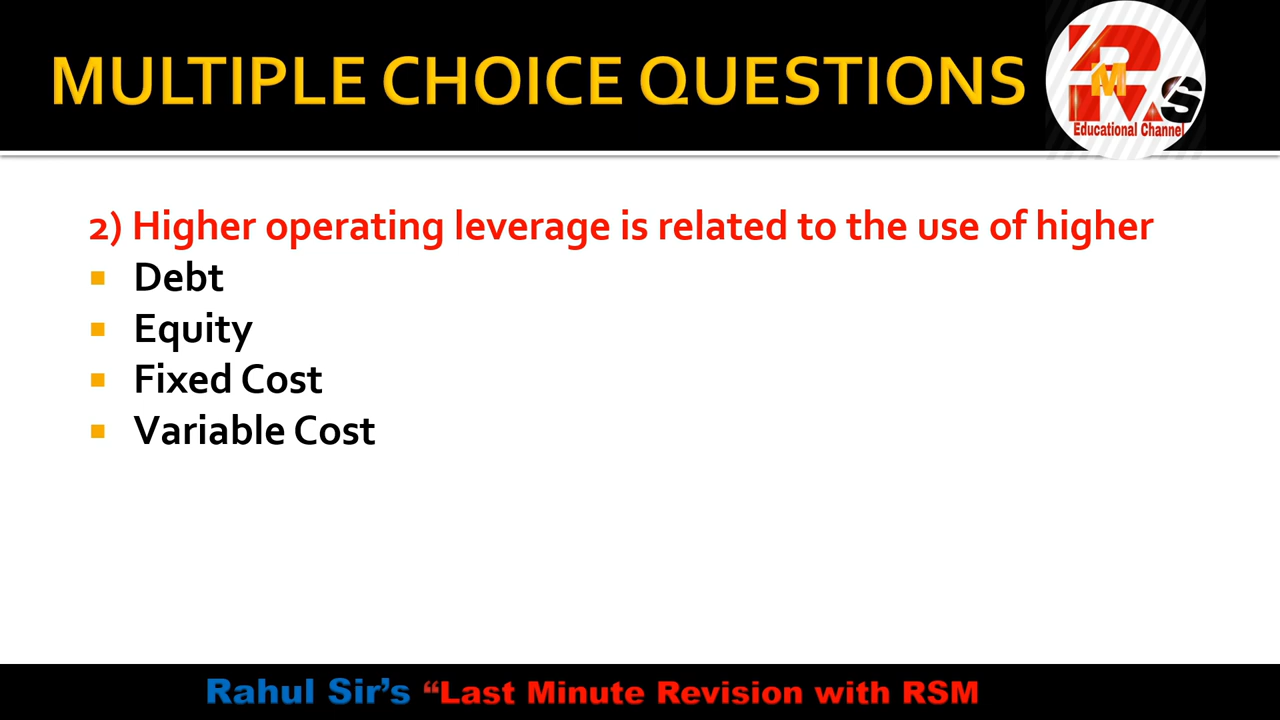 MULTIPLE CHOICE QUESTIONS
RMS
Educational Channel
2) Higher operating leverage is related to the use of higher
Debt
Equity
Fixed Cost
Variable Cost
Rahul Sir's “Last Minute Revision with RSM